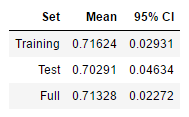 Set Mean 95% CI
Training 0.71624 0.02931
Test 0.70291 0.04634
Full 0.71328 0.02272